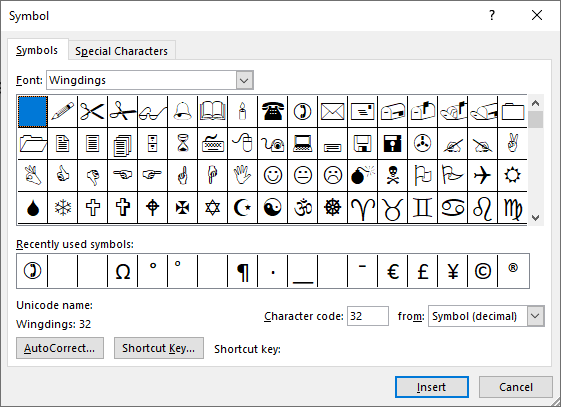 Symbol
Symbols
Special Characters
Font: Wingdings
Recently used symbols:
Ω ° ° ¶ · _ ¯ € £ ¥ © ®
Unicode name:
Wingdings: 32
Character code: 32 from: Symbol (decimal)
AutoCorrect... Shortcut Key... Shortcut key:
Insert Cancel